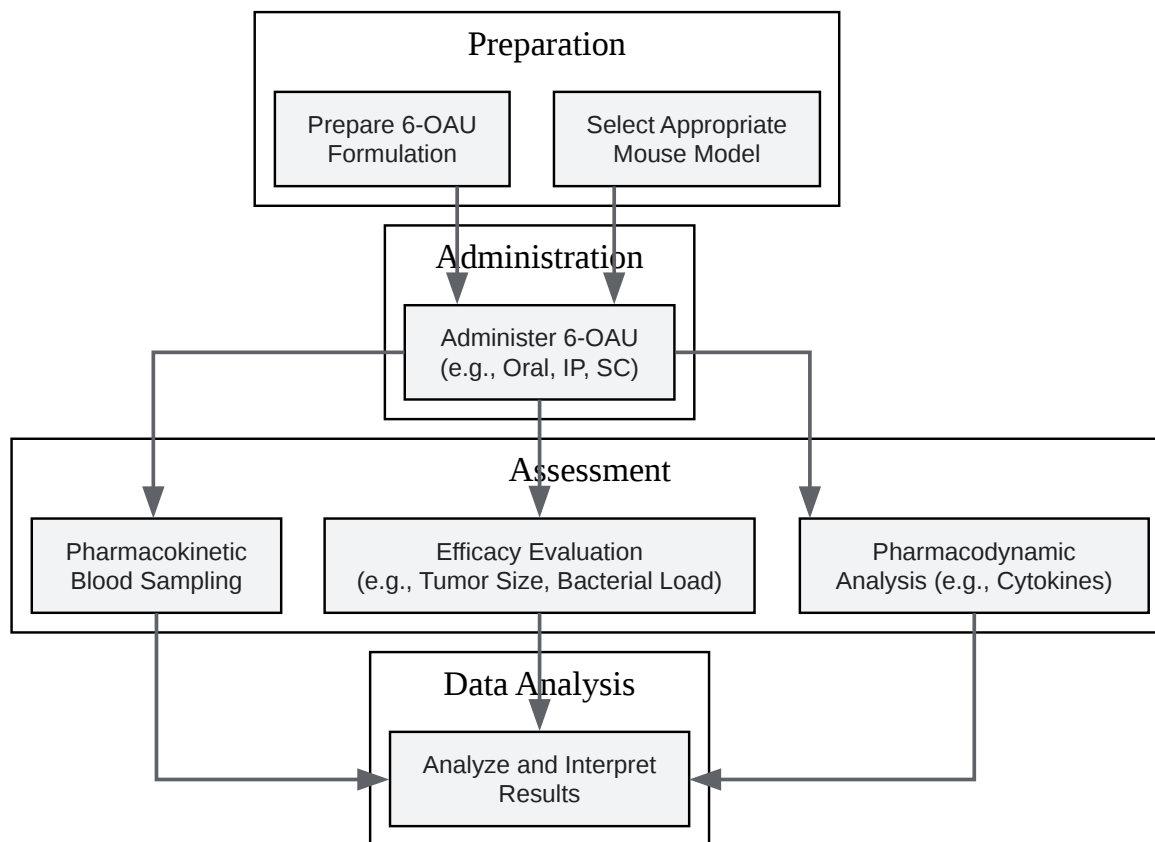 Preparation
Prepare 6-OAU
Formulation
Select Appropriate
Mouse Model
Administration
Administer 6-OAU
(e.g., Oral, IP, SC)
Assessment
Pharmacokinetic
Blood Sampling
Efficacy Evaluation
(e.g., Tumor Size, Bacterial Load)
Pharmacodynamic
Analysis (e.g., Cytokines)
Data Analysis
Analyze and Interpret
Results